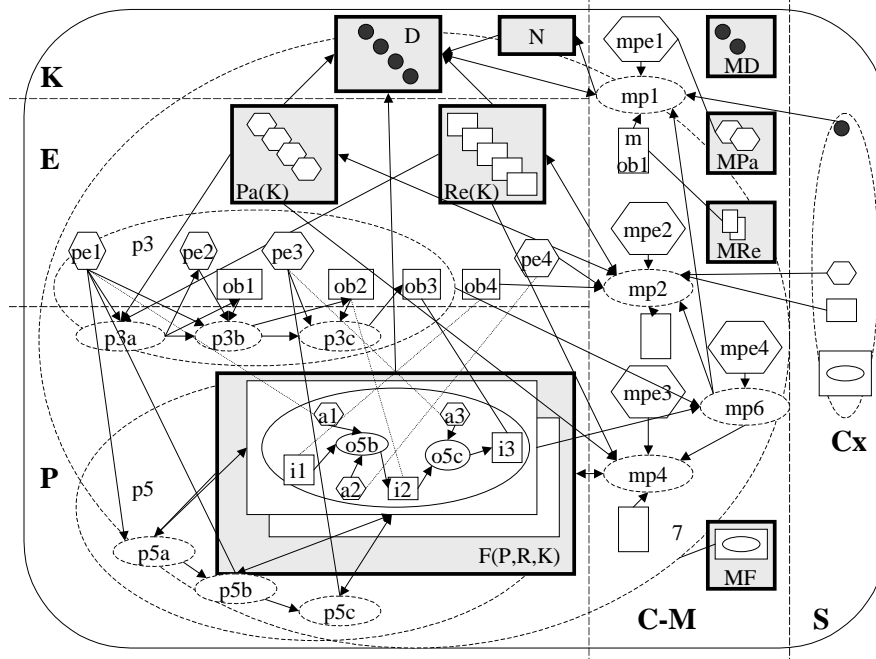 D
N
mpe1
MD
K
mp1
m
ob1
MPa
E
Pa(K)
Re(K)
MRe
mpe2
p3
pe1
pe2
pe3
pe4
ob1
ob2
ob3
ob4
mp2
p3a
p3b
p3c
mpe4
mpe3
mp6
Cx
a1
a3
o5b
o5c
i3
i1
a2
i2
P
p5
mp4
7
p5a
F(P,R,K)
MF
p5b
p5c
C-M
S